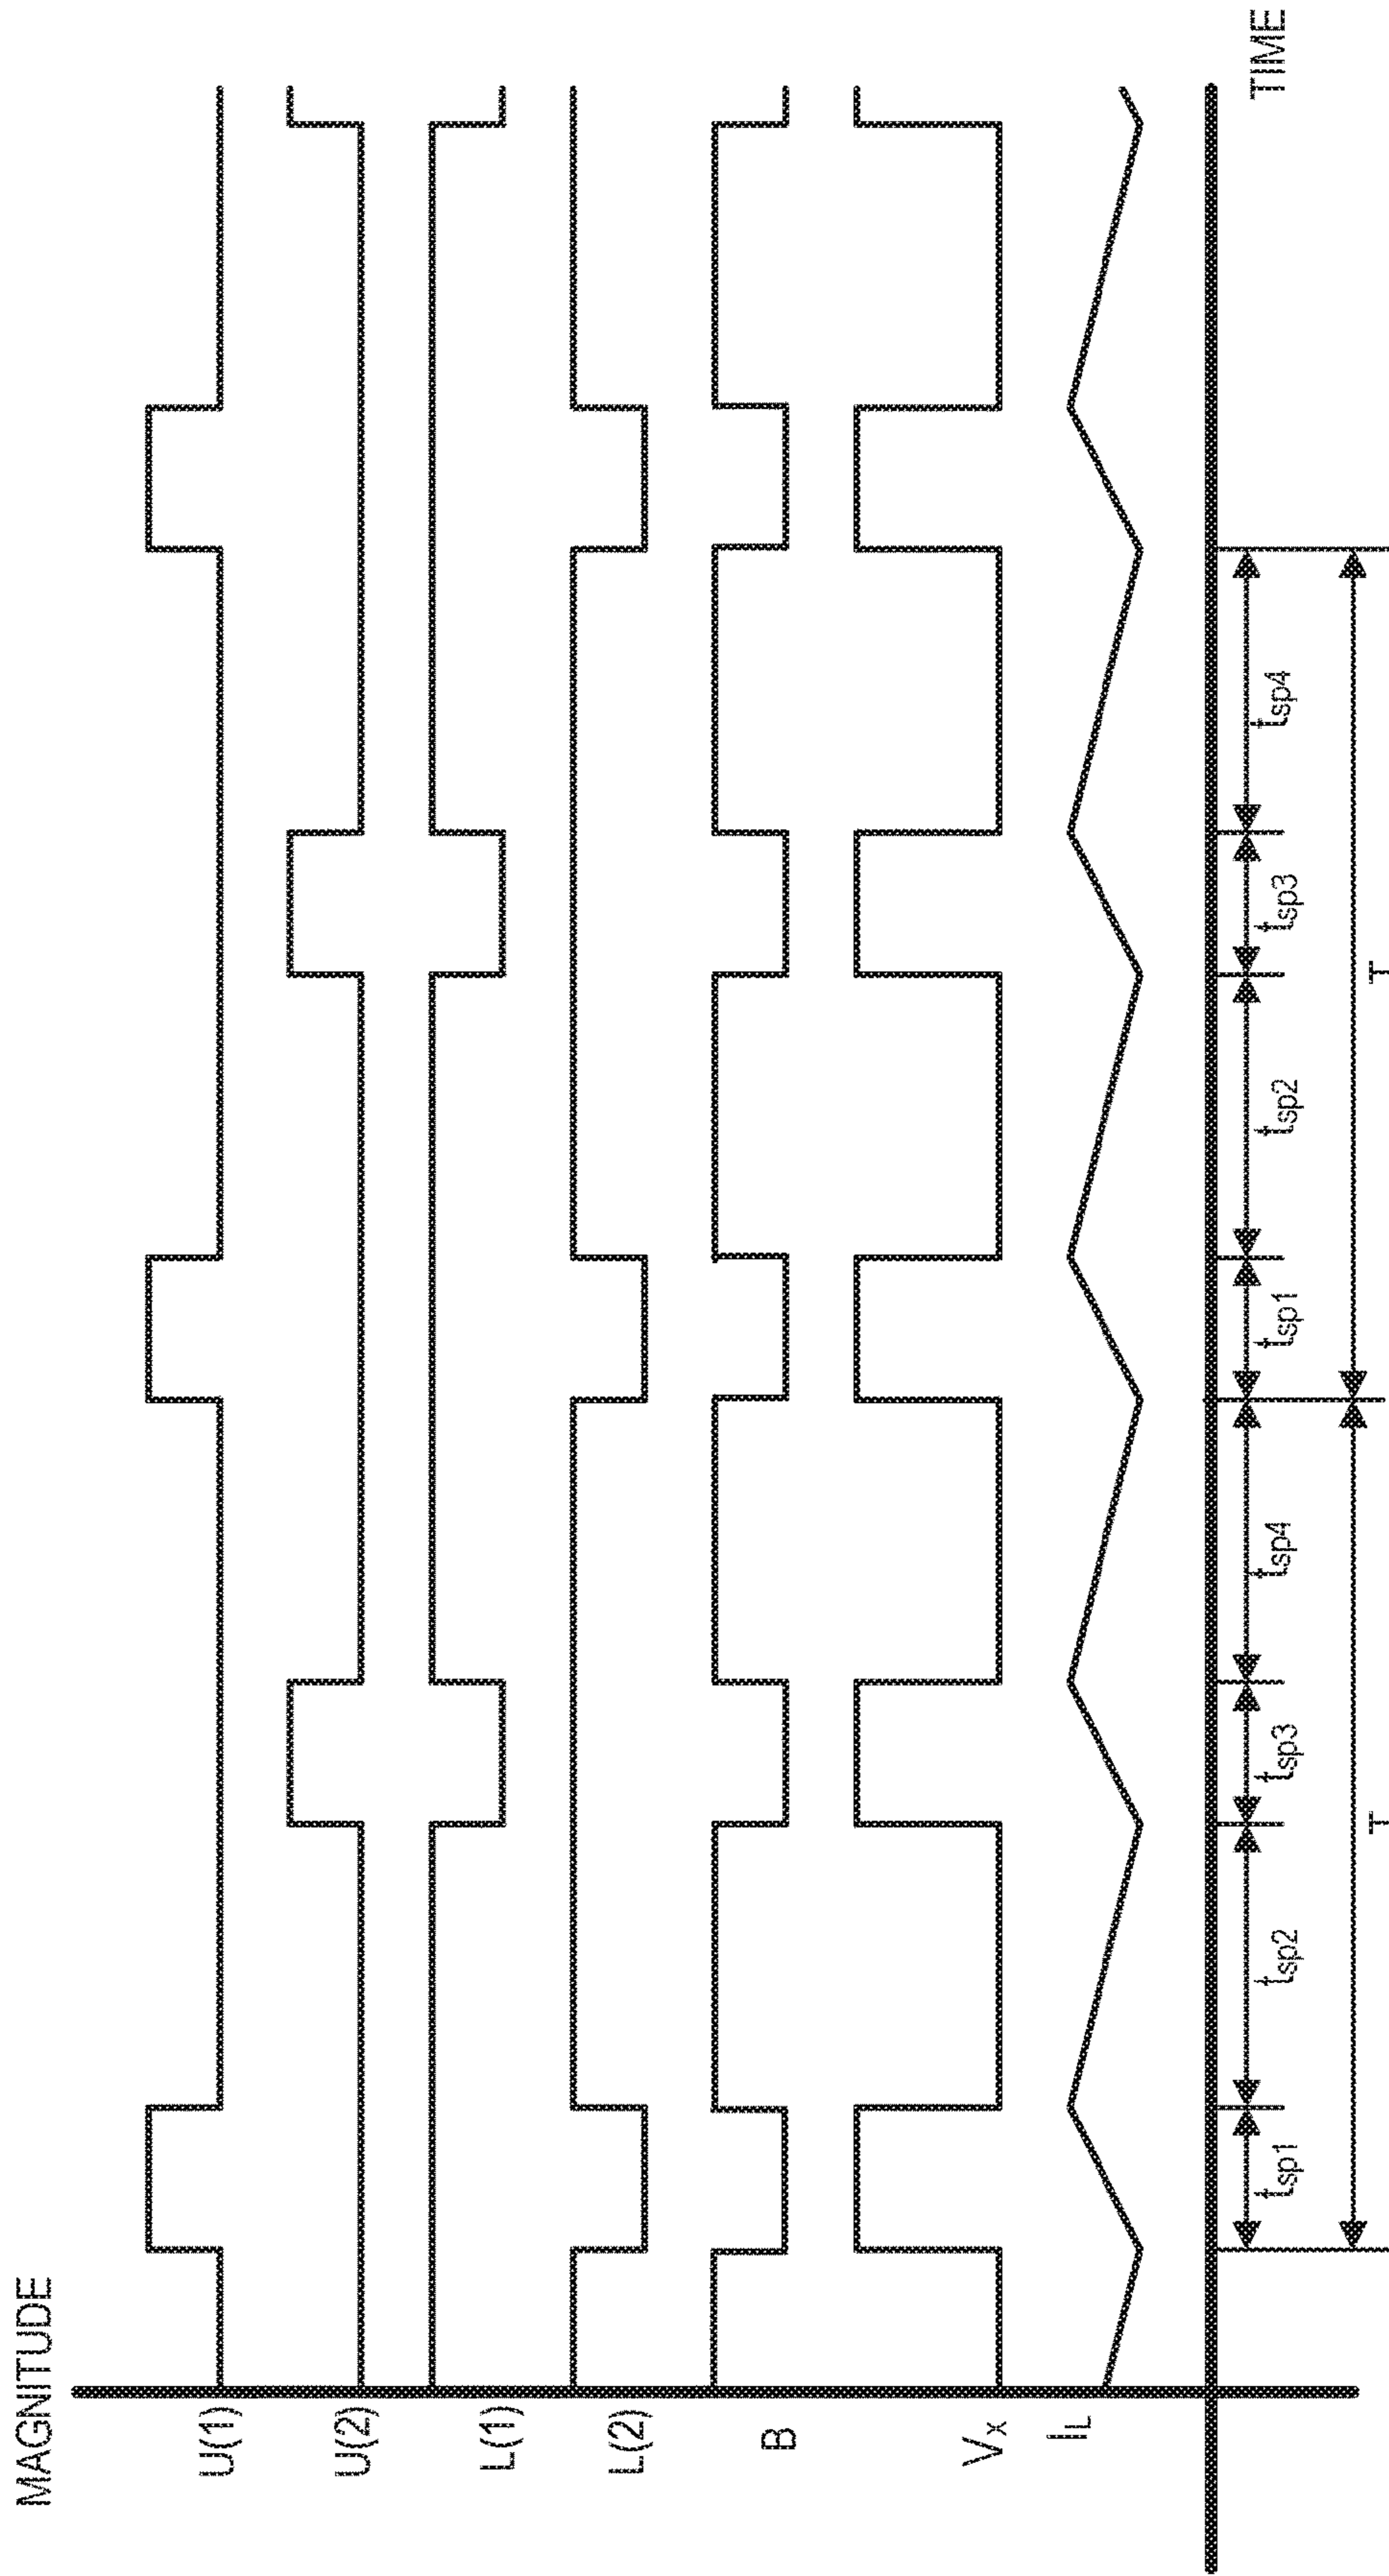 MAGNITUDE
U(1)
U(2)
L(1)
L(2)
B
Vx
IL
TIME
tsp1
tsp2
tsp3
tsp4
tsp1
tsp2
tsp3
tsp4
T
T